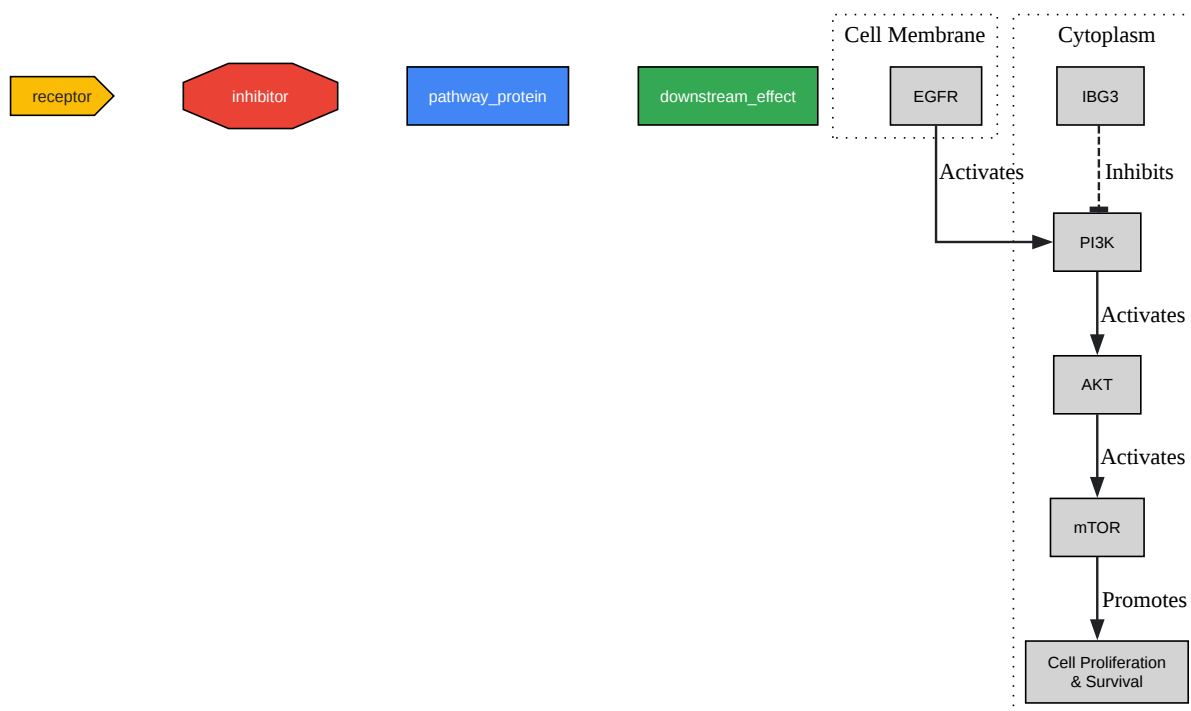 Cell Membrane
Cytoplasm
receptor
inhibitor
pathway_protein
downstream_effect
EGFR
IBG3
Activates
Inhibits
PI3K
Activates
AKT
Activates
mTOR
Promotes
Cell Proliferation
& Survival